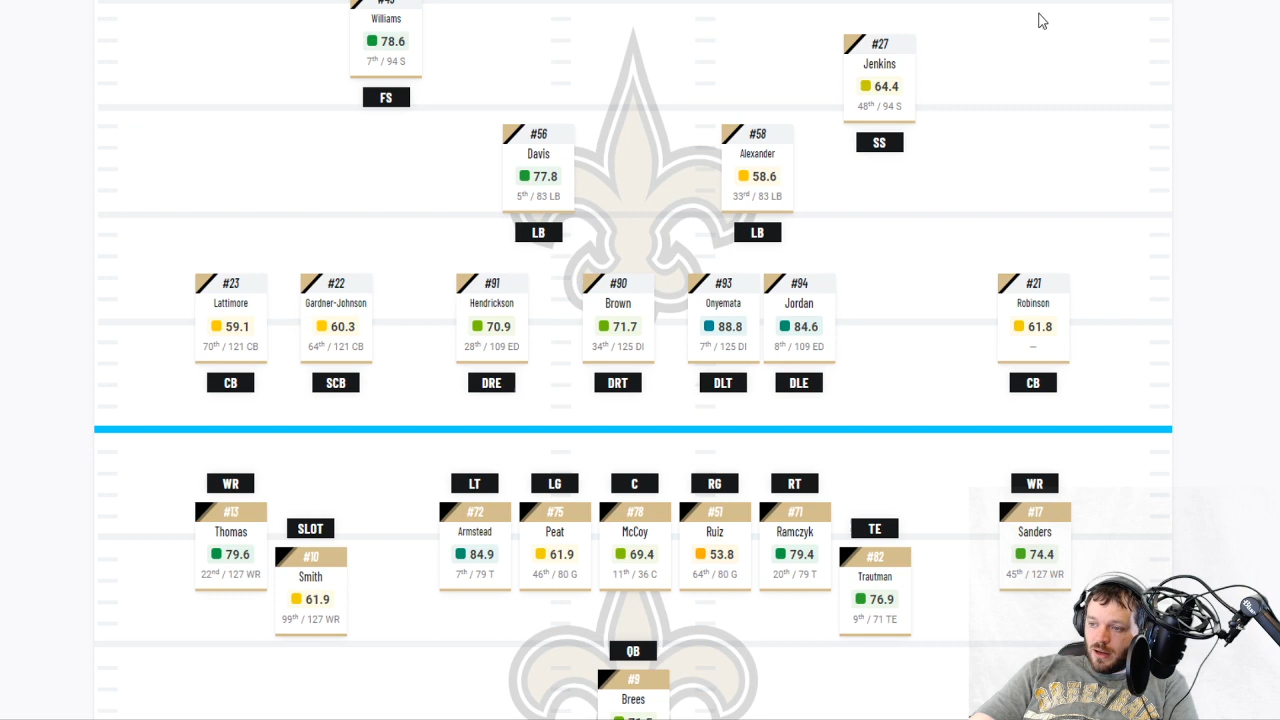 Williams
78.6
7th / 94 S
FS
#27
Jenkins
64.4
48th / 94 S
SS
#56
Davis
77.8
5th / 83 LB
LB
#58
Alexander
58.6
33rd / 83 LB
LB
#23
Lattimore
59.1
70th / 121 CB
CB
#22
Gardner-Johnson
60.3
64th / 121 CB
SCB
#91
Hendrickson
70.9
28th / 109 ED
DRE
#90
Brown
71.7
34th / 125 DI
DRT
#93
Onyemata
88.8
7th / 125 DI
DLT
#94
Jordan
84.6
8th / 109 ED
DLE
#21
Robinson
61.8
–
CB
WR
#13
Thomas
79.6
22nd / 127 WR
SLOT
#10
Smith
61.9
99th / 127 WR
LT
#72
Armstead
84.9
7th / 79 T
LG
#75
Peat
61.9
46th / 80 G
C
#78
McCoy
69.4
11th / 36 C
RG
#51
Ruiz
53.8
64th / 80 G
RT
#71
Ramczyk
79.4
20th / 79 T
TE
#82
Trautman
76.9
9th / 71 TE
WR
#17
Sanders
74.4
45th / 127 WR
QB
#9
Brees